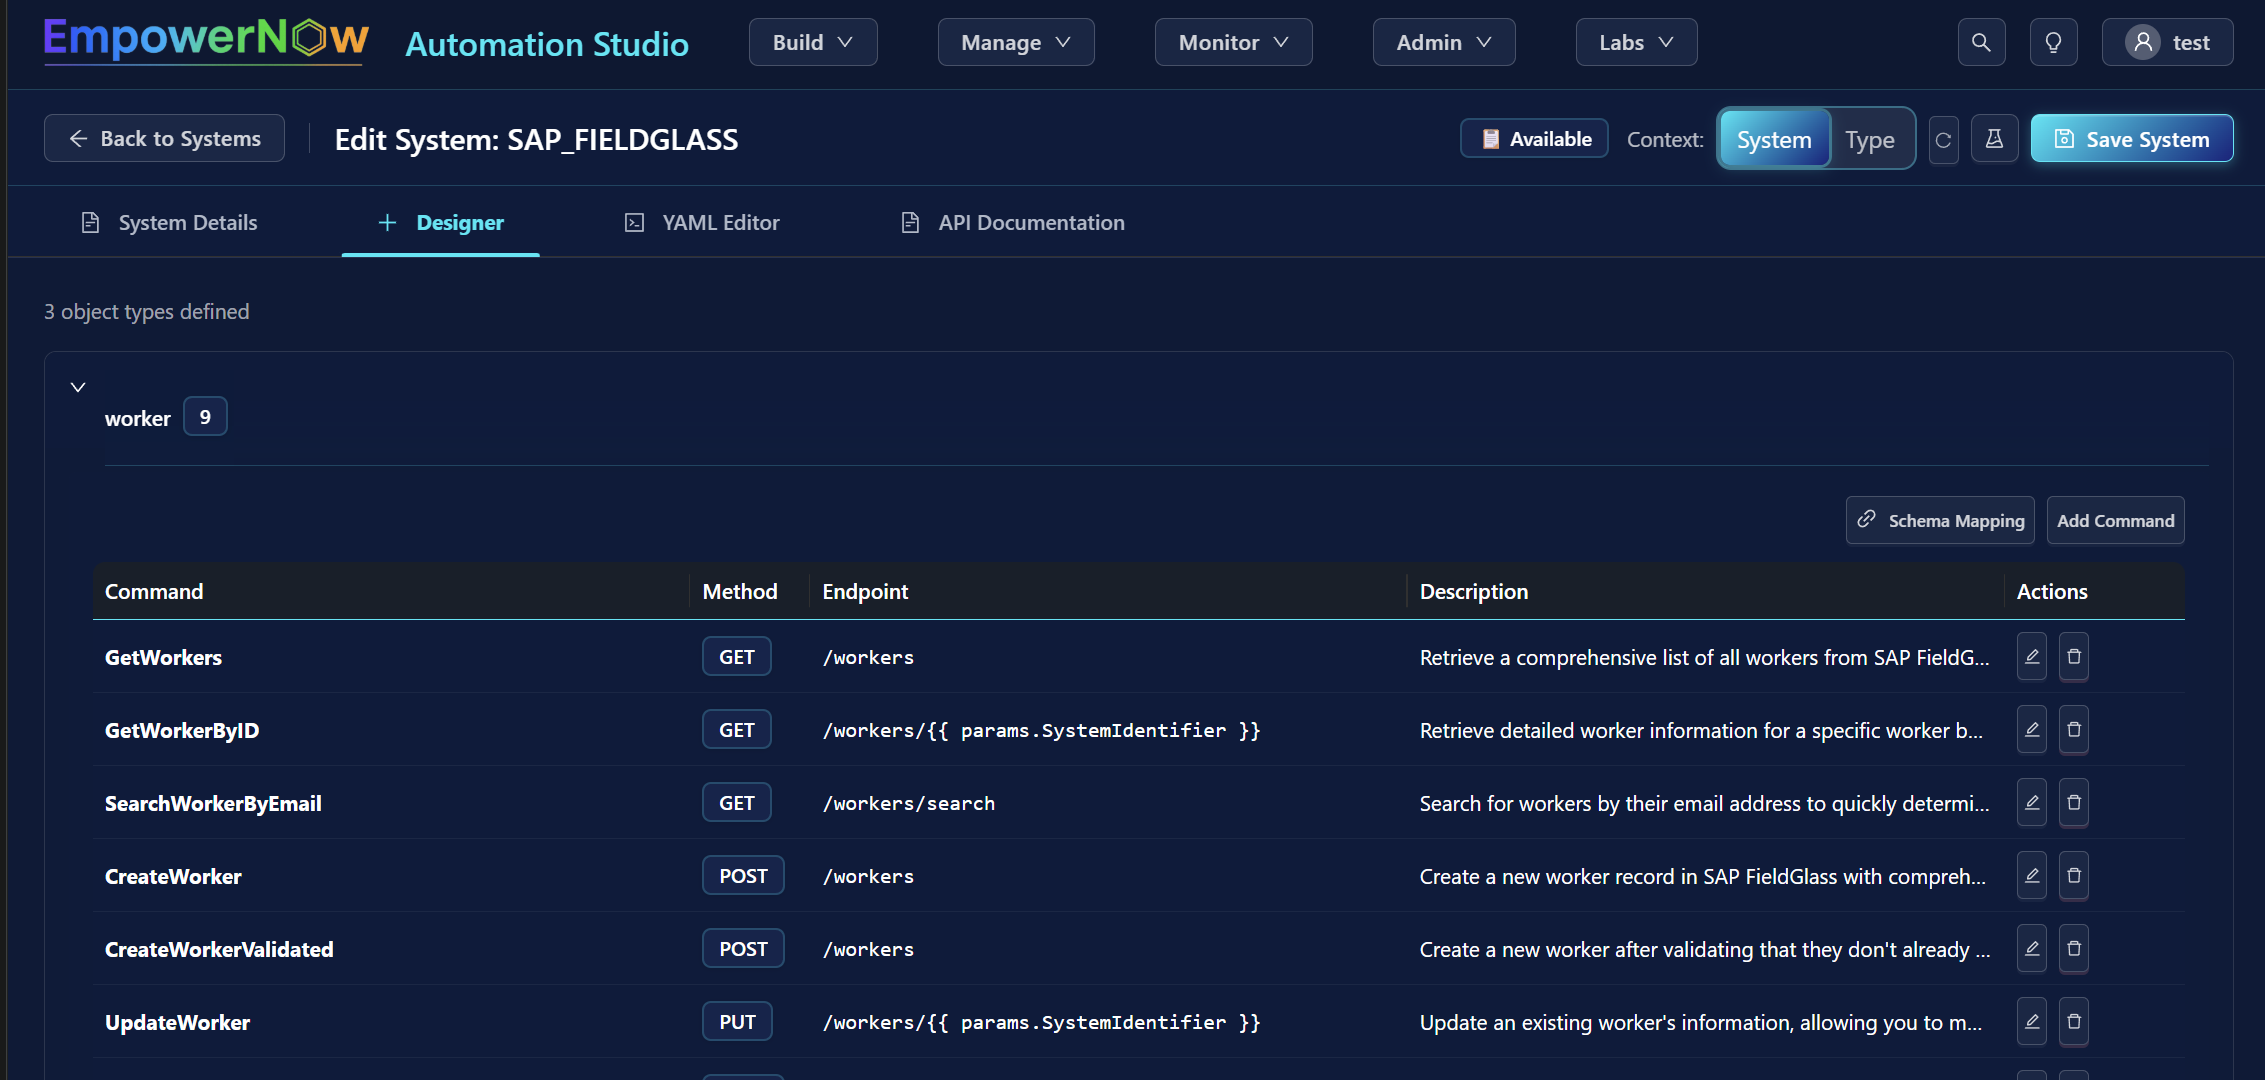 EmpowerNow
Automation Studio
Build
Manage
Monitor
Admin
Labs
test
Back to Systems
Edit System: SAP_FIELDGLASS
Available
Context:
System
Type
Save System
System Details
Designer
YAML Editor
API Documentation
3 object types defined
worker 9
Schema Mapping
Add Command
Command Method Endpoint Description Actions
GetWorkers GET /workers Retrieve a comprehensive list of all workers from SAP FieldG...
GetWorkerByID GET /workers/{{ params.SystemIdentifier }} Retrieve detailed worker information for a specific worker b...
SearchWorkerByEmail GET /workers/search Search for workers by their email address to quickly determi...
CreateWorker POST /workers Create a new worker record in SAP FieldGlass with compreh...
CreateWorkerValidated POST /workers Create a new worker after validating that they don't already ...
UpdateWorker PUT /workers/{{ params.SystemIdentifier }} Update an existing worker's information, allowing you to m...